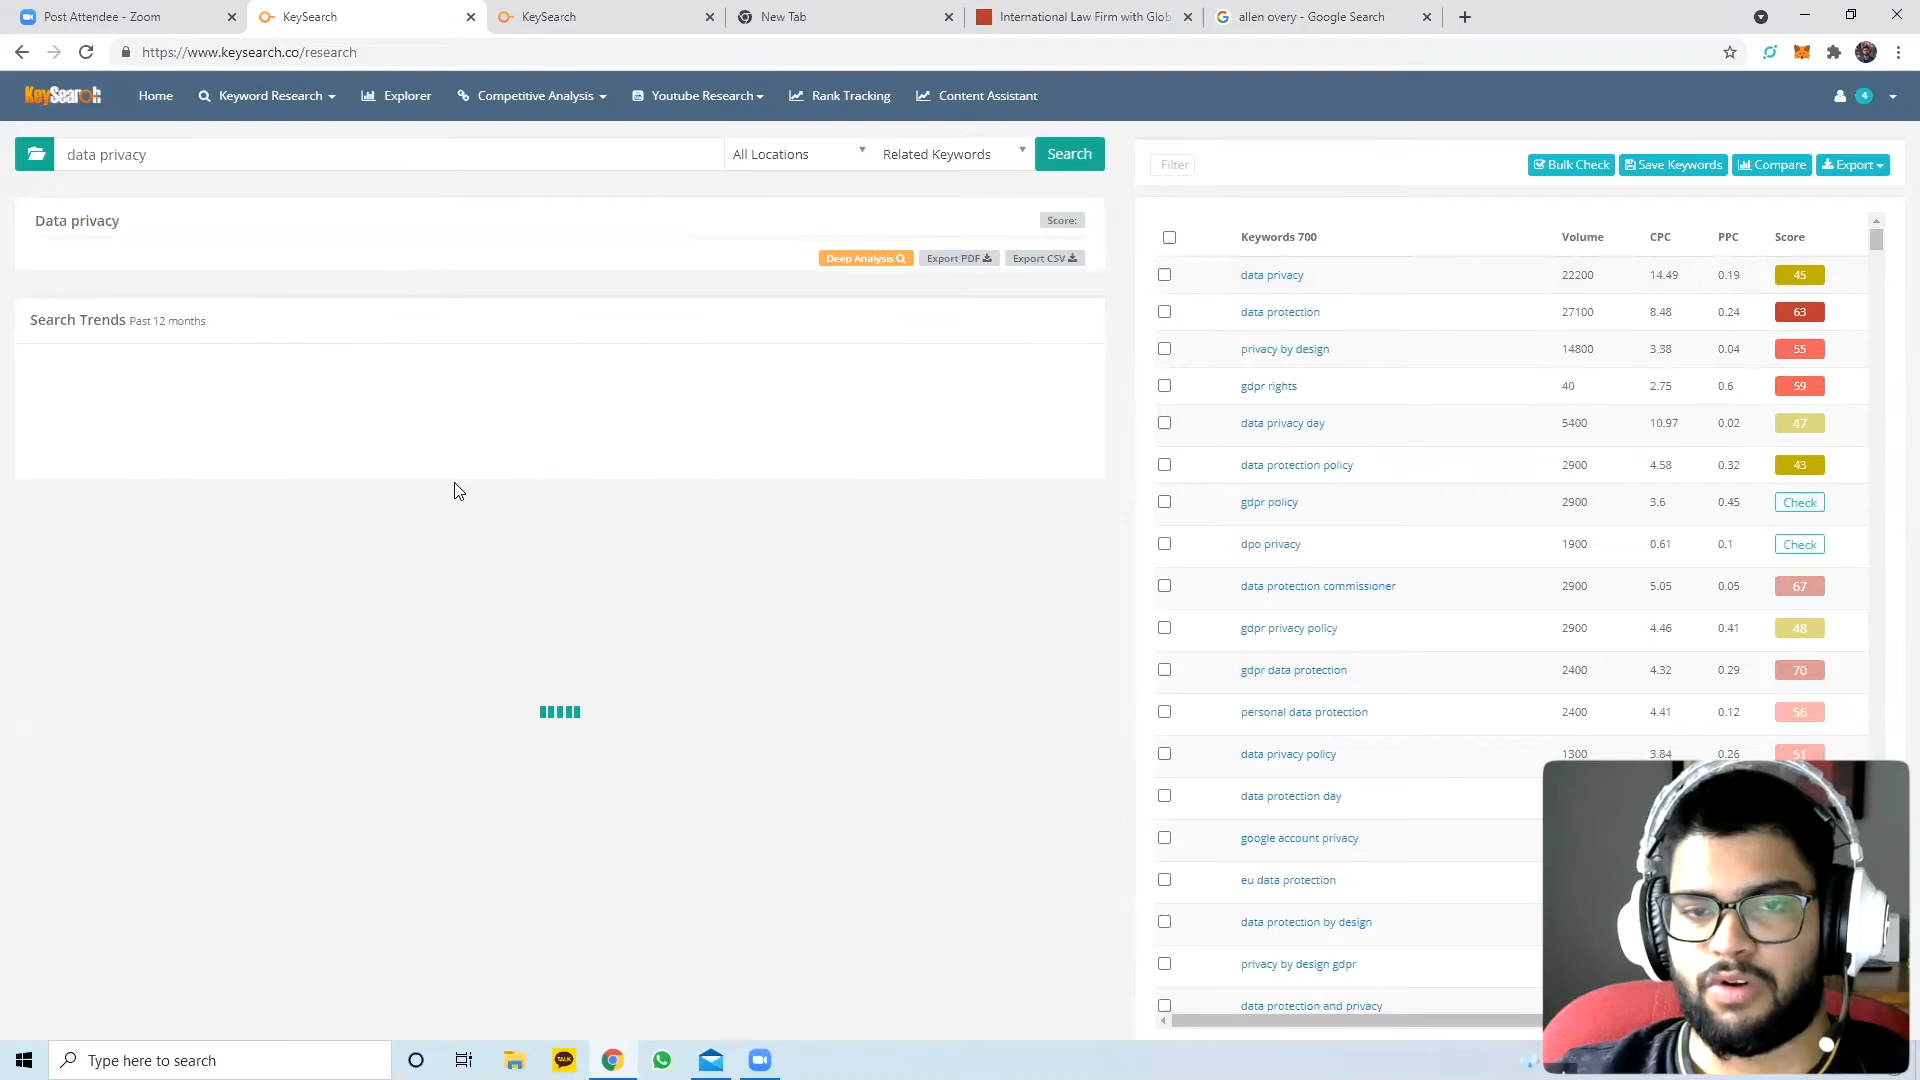 Post Attendee - Zoom
KeySearch
KeySearch
New Tab
International Law Firm with Glob
allen overy - Google Search
https://www.keysearch.co/research
KeySearch
Home
Keyword Research
Explorer
Competitive Analysis
Youtube Research
Rank Tracking
Content Assistant
4
data privacy
All Locations
Related Keywords
Search
Filter
Bulk Check
Save Keywords
Compare
Export
Data privacy
Score:
Deep Analysis
Export PDF
Export CSV
Search Trends Past 12 months
Keywords 700 Volume CPC PPC Score
data privacy 22200 14.49 0.19 45
data protection 27100 8.48 0.24 63
privacy by design 14800 3.38 0.04 55
gdpr rights 40 2.75 0.6 59
data privacy day 5400 10.97 0.02 47
data protection policy 2900 4.58 0.32 43
gdpr policy 2900 3.6 0.45 Check
dpo privacy 1900 0.61 0.1 Check
data protection commissioner 2900 5.05 0.05 67
gdpr privacy policy 2900 4.46 0.41 48
gdpr data protection 2400 4.32 0.29 70
personal data protection 2400 4.41 0.12 56
data privacy policy 1300 3.84 0.26 51
data protection day
google account privacy
eu data protection
data protection by design
privacy by design gdpr
data protection and privacy
Type here to search
TALK